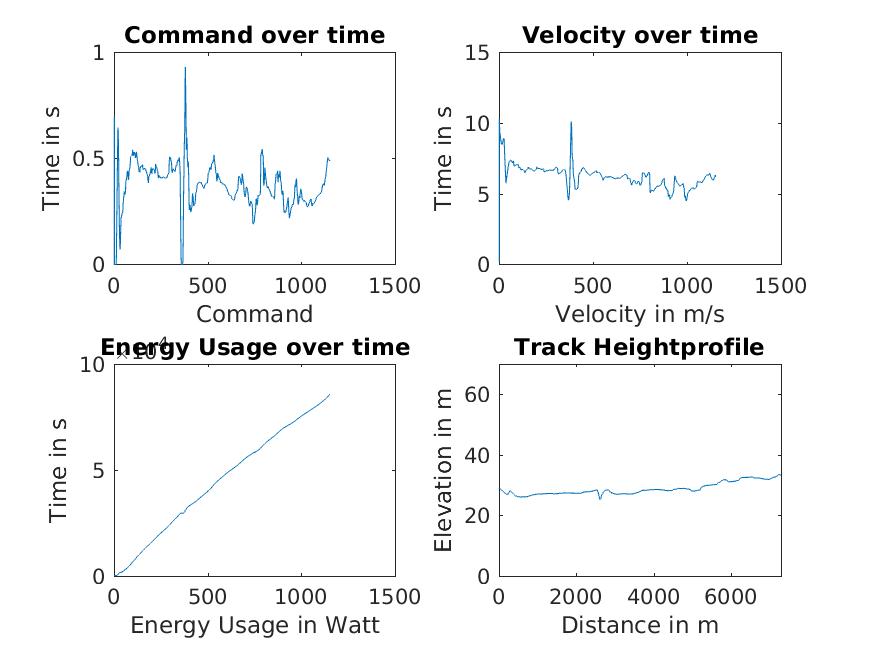 Command over time
1
0.5
0
Time in s
0 500 1000 1500
Command
Velocity over time
15
10
5
0
Time in s
0 500 1000 1500
Velocity in m/s
Energy Usage over time
×10⁴
10
5
0
Time in s
0 500 1000 1500
Energy Usage in Watt
Track Heightprofile
60
40
20
0
Elevation in m
0 2000 4000 6000
Distance in m